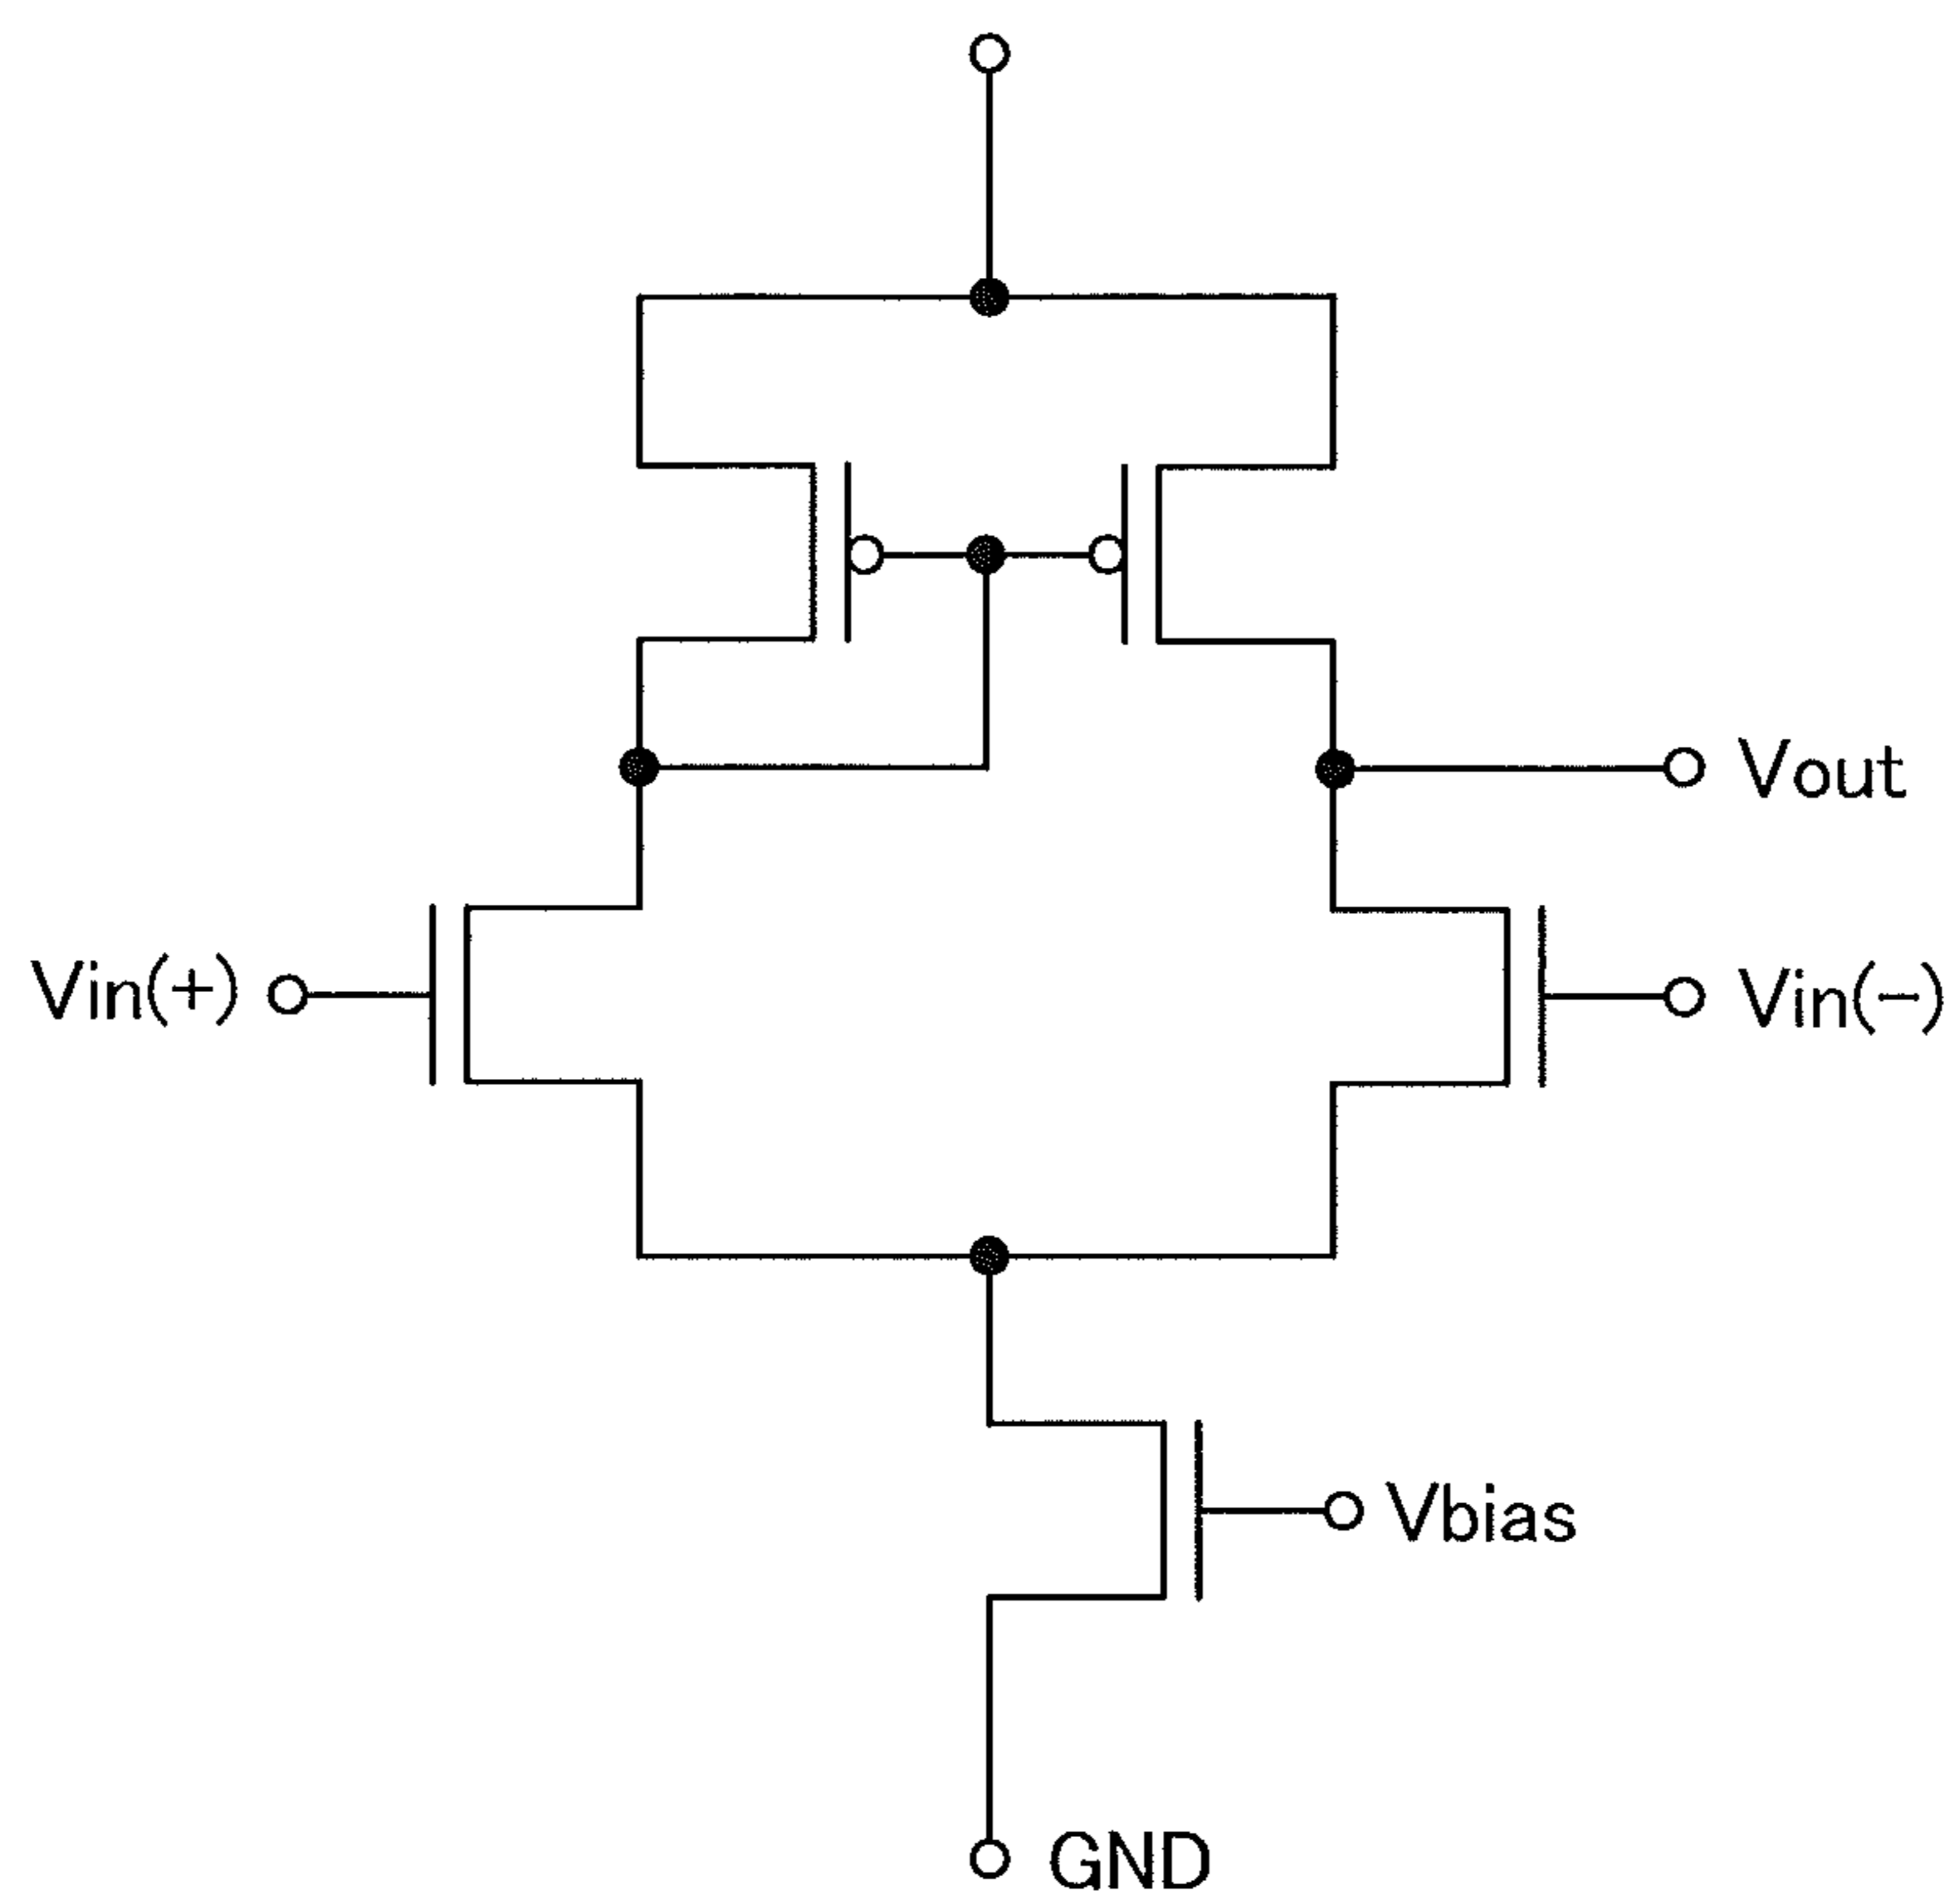 Vout
Vin(+)
Vin(−)
Vbias
GND